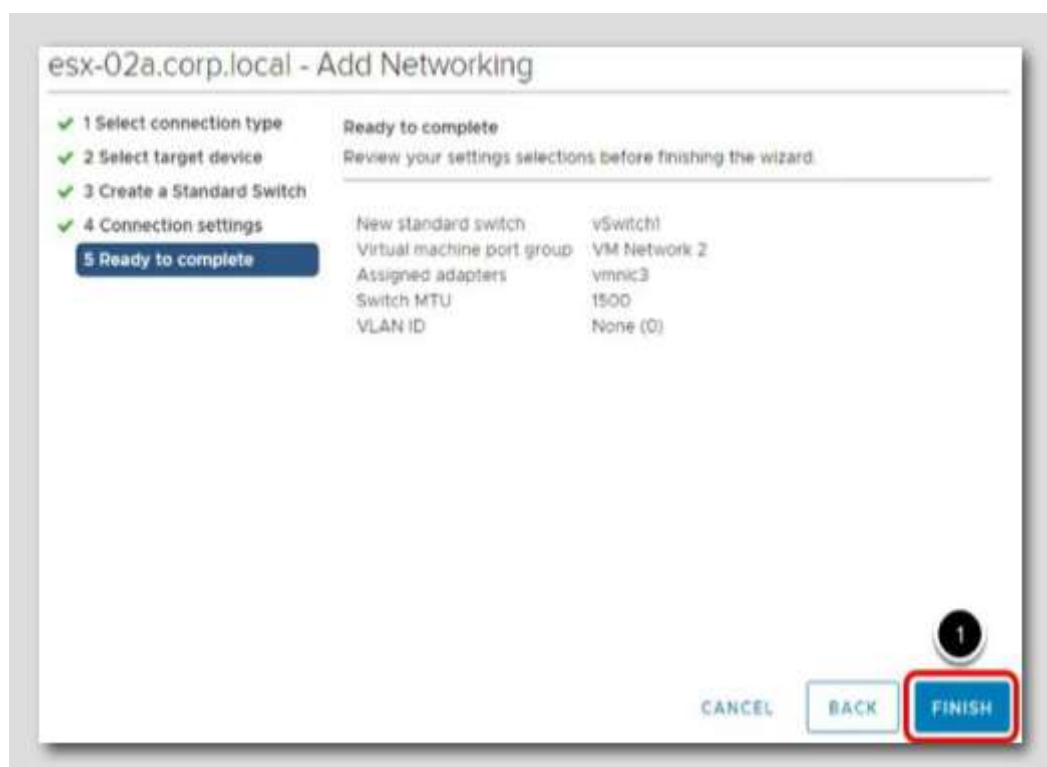 esx-02a.corp.local - Add Networking
1 Select connection type
2 Select target device
3 Create a Standard Switch
4 Connection settings
5 Ready to complete
Ready to complete
Review your settings selections before finishing the wizard.
New standard switch vSwitch1
Virtual machine port group VM Network 2
Assigned adapters vmnic3
Switch MTU 1500
VLAN ID None (0)
1
CANCEL BACK FINISH